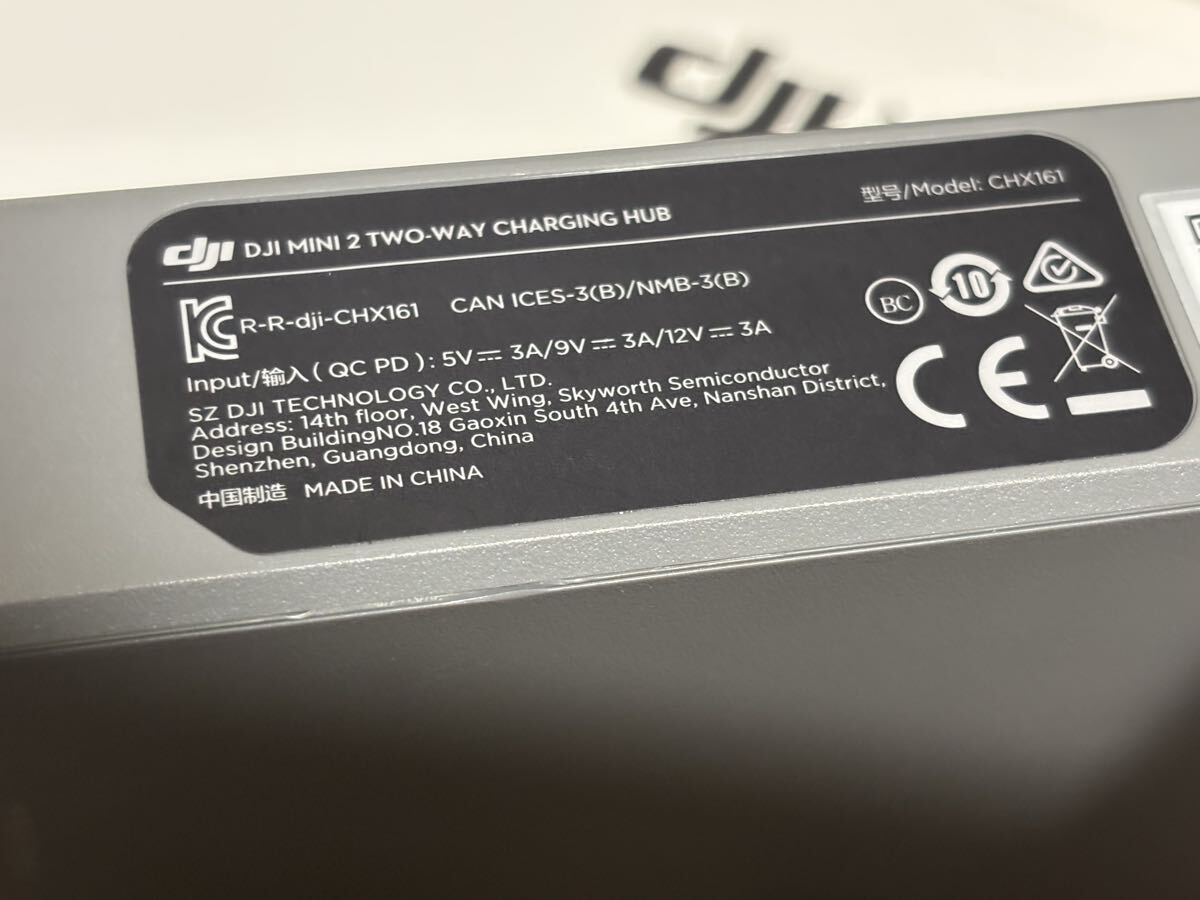 dji
dji DJI MINI 2 TWO-WAY CHARGING HUB
型号/Model: CHX161
R-R-dji-CHX161 CAN ICES-3(B)/NMB-3(B)
BC 10
Input/输入( QC PD ): 5V⎓ 3A/9V⎓ 3A/12V⎓ 3A
SZ DJI TECHNOLOGY CO., LTD.
Address: 14th floor, West Wing, Skyworth Semiconductor
Design BuildingNO.18 Gaoxin South 4th Ave, Nanshan District,
Shenzhen, Guangdong, China
中国制造 MADE IN CHINA
CE